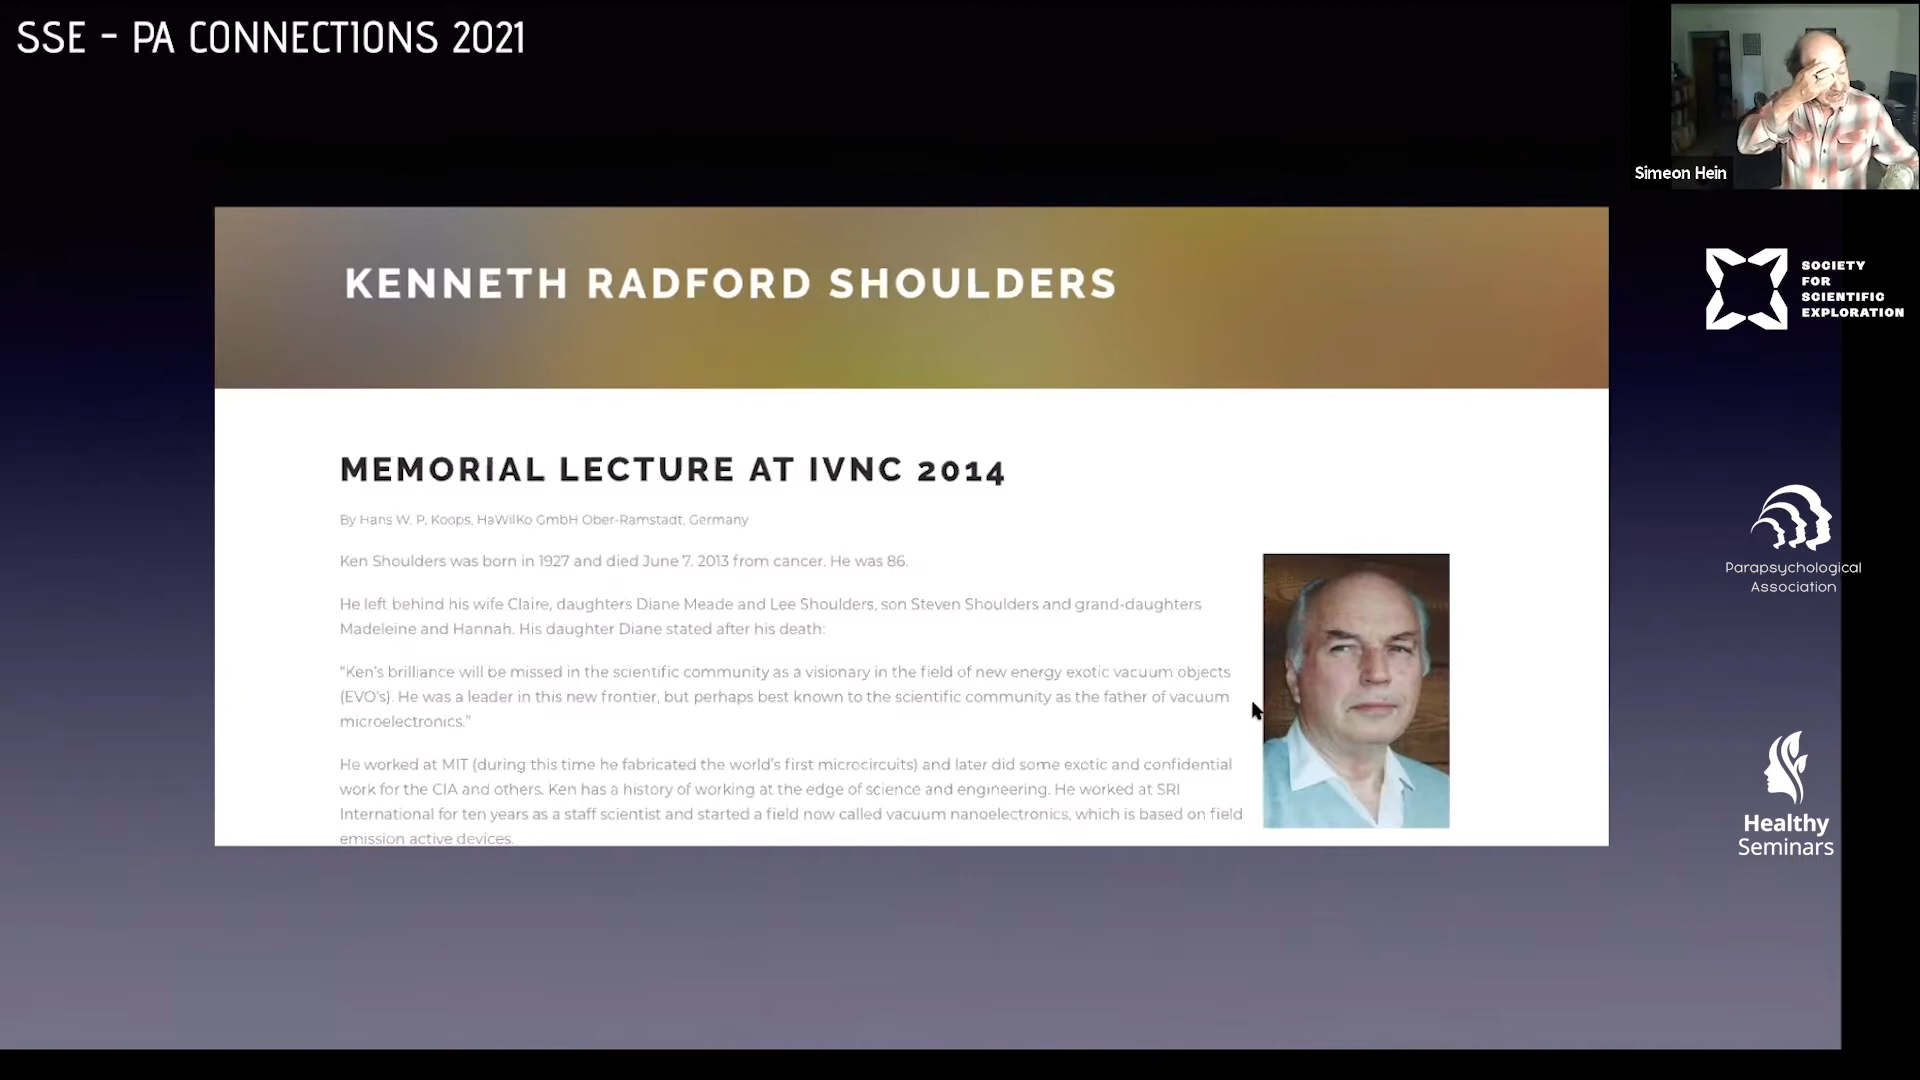 SSE - PA CONNECTIONS 2021
Simeon Hein
KENNETH RADFORD SHOULDERS
MEMORIAL LECTURE AT IVNC 2014
By Hans W. P. Koops, HaWilKo GmbH Ober-Ramstadt, Germany
Ken Shoulders was born in 1927 and died June 7. 2013 from cancer. He was 86.
He left behind his wife Claire, daughters Diane Meade and Lee Shoulders, son Steven Shoulders and grand-daughters
Madeleine and Hannah. His daughter Diane stated after his death:
“Ken’s brilliance will be missed in the scientific community as a visionary in the field of new energy exotic vacuum objects
(EVO’s). He was a leader in this new frontier, but perhaps best known to the scientific community as the father of vacuum
microelectronics.”
He worked at MIT (during this time he fabricated the world’s first microcircuits) and later did some exotic and confidential
work for the CIA and others. Ken has a history of working at the edge of science and engineering. He worked at SRI
International for ten years as a staff scientist and started a field now called vacuum nanoelectronics, which is based on field
emission active devices.
SOCIETY
FOR
SCIENTIFIC
EXPLORATION
Parapsychological
Association
Healthy
Seminars